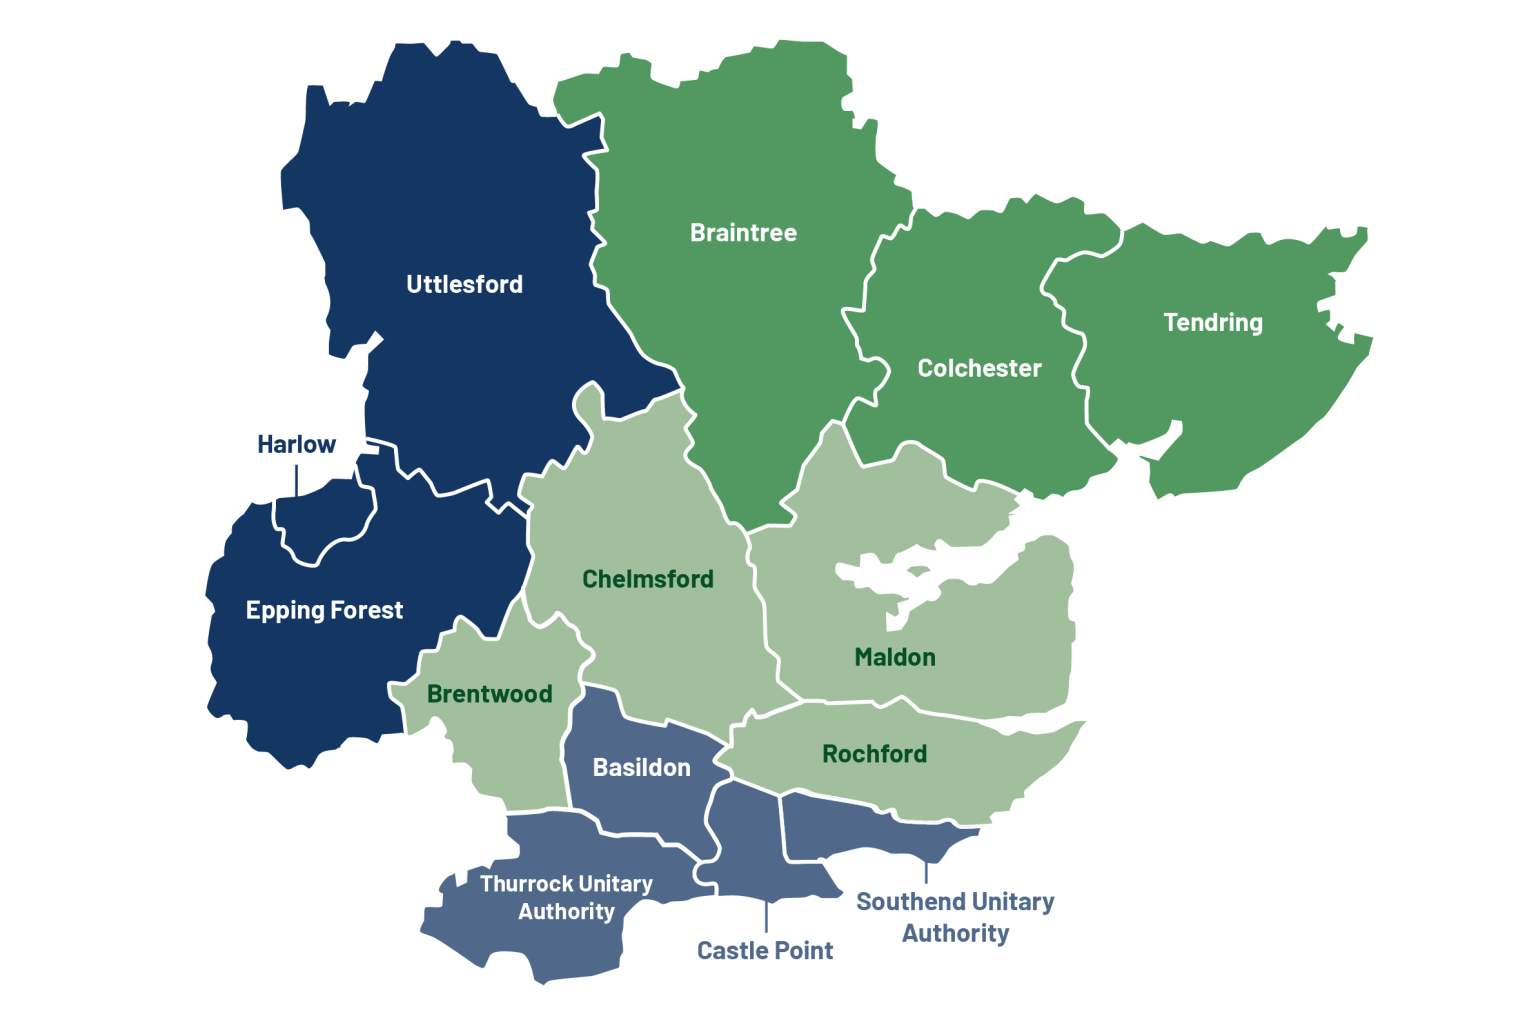 Braintree
Uttlesford
Tendring
Colchester
Harlow
Chelmsford
Epping Forest
Maldon
Brentwood
Rochford
Basildon
Thurrock Unitary
Authority
Southend Unitary
Authority
Castle Point